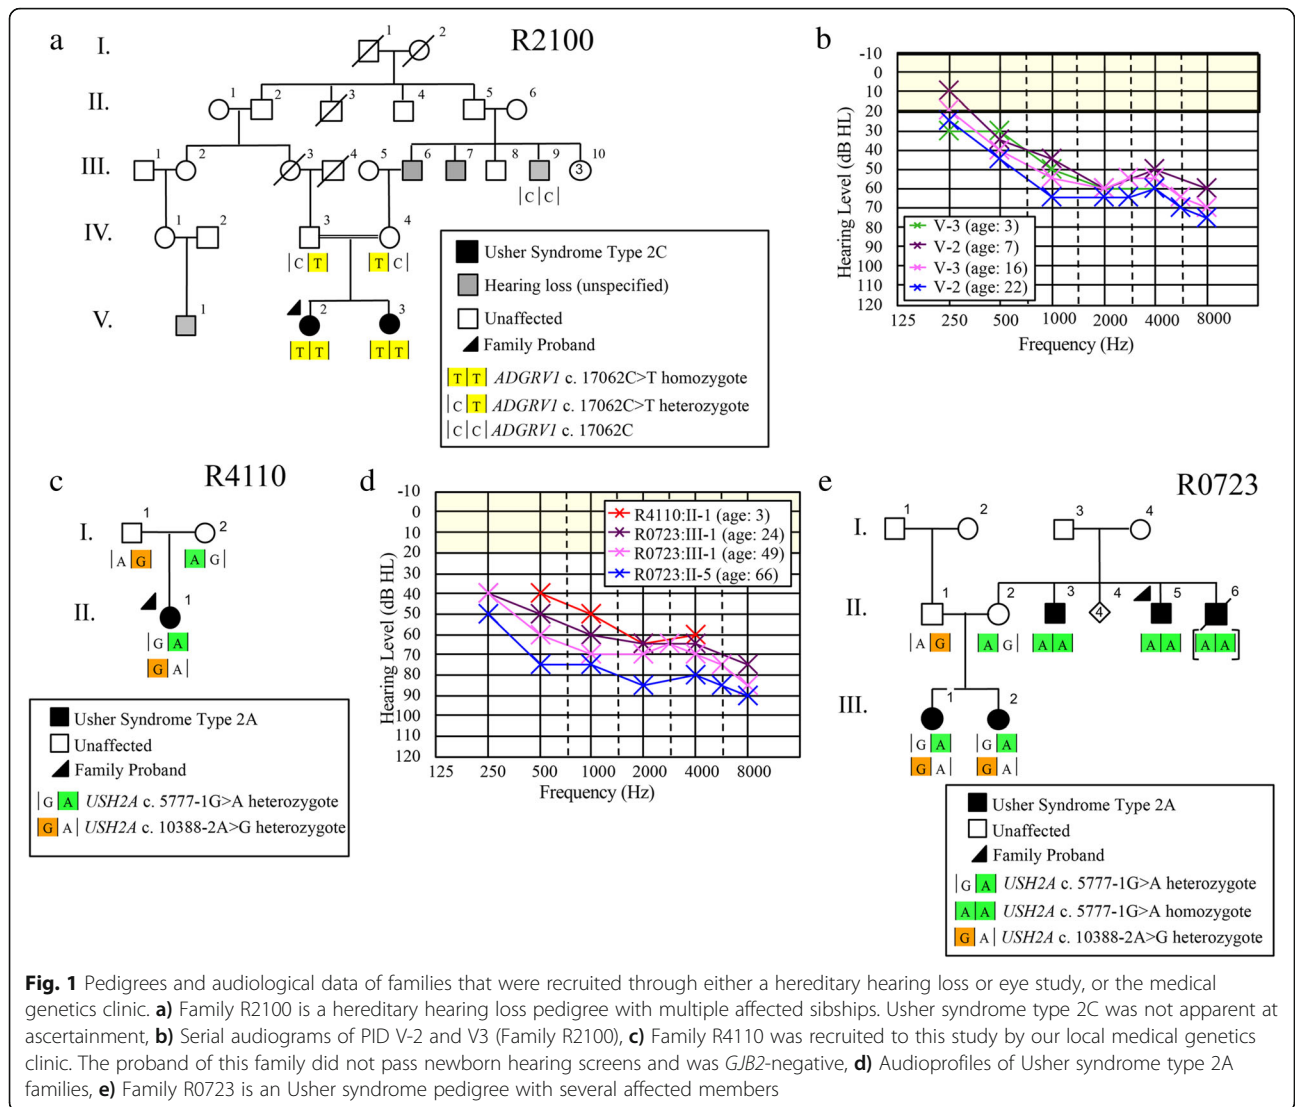 a
R2100
I.
1
2
II.
1
2
3
4
5
6
III.
1
2
3
4
5
6
7
8
9
10
3
|C|C|
IV.
1
2
3
4
|C|T|
|T|C|
V.
1
2
3
|T|T|
|T|T|
Usher Syndrome Type 2C
Hearing loss (unspecified)
Unaffected
Family Proband
|T|T| ADGRV1 c. 17062C>T homozygote
|C|T| ADGRV1 c. 17062C>T heterozygote
|C|C| ADGRV1 c. 17062C
b
Hearing Level (dB HL)
-10
0
10
20
30
40
50
60
70
80
90
100
110
120
V-3 (age: 3)
V-2 (age: 7)
V-3 (age: 16)
V-2 (age: 22)
125 250 500 1000 2000 4000 8000
Frequency (Hz)
c
R4110
I.
1
2
|A|G|
|A|G|
II.
1
|G|A|
|G|A|
Usher Syndrome Type 2A
Unaffected
Family Proband
|G|A| USH2A c. 5777-1G>A heterozygote
|G|A| USH2A c. 10388-2A>G heterozygote
d
Hearing Level (dB HL)
-10
0
10
20
30
40
50
60
70
80
90
100
110
120
R4110:II-1 (age: 3)
R0723:III-1 (age: 24)
R0723:III-1 (age: 49)
R0723:II-5 (age: 66)
125 250 500 1000 2000 4000 8000
Frequency (Hz)
e
R0723
I.
1
2
3
4
II.
1
2
3
4
4
5
6
|A|G|
|A|G|
|A|A|
|A|A|
[|A|A|]
III.
1
2
|G|A|
|G|A|
|G|A|
|G|A|
Usher Syndrome Type 2A
Unaffected
Family Proband
|G|A| USH2A c. 5777-1G>A heterozygote
|A|A| USH2A c. 5777-1G>A homozygote
|G|A| USH2A c. 10388-2A>G heterozygote
Fig. 1 Pedigrees and audiological data of families that were recruited through either a hereditary hearing loss or eye study, or the medical
genetics clinic. a) Family R2100 is a hereditary hearing loss pedigree with multiple affected sibships. Usher syndrome type 2C was not apparent at
ascertainment, b) Serial audiograms of PID V-2 and V3 (Family R2100), c) Family R4110 was recruited to this study by our local medical genetics
clinic. The proband of this family did not pass newborn hearing screens and was GJB2-negative, d) Audioprofiles of Usher syndrome type 2A
families, e) Family R0723 is an Usher syndrome pedigree with several affected members